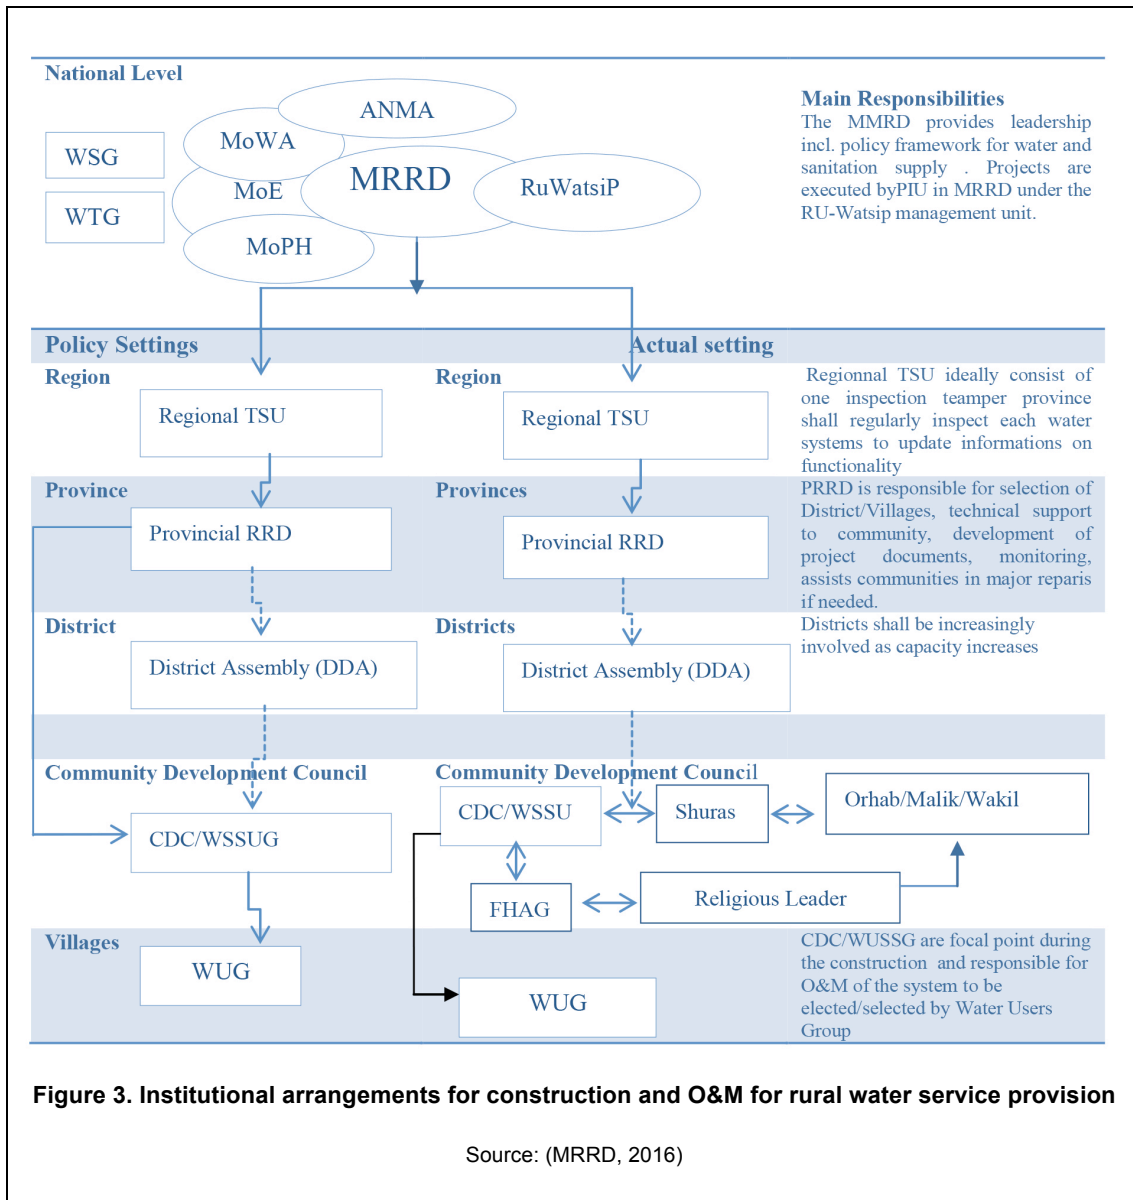 National Level
ANMA
MoWA
WSG
MoE
MRRD
RuWatsiP
WTG
MoPH
Main Responsibilities
The MMRD provides leadership
incl. policy framework for water and
sanitation supply . Projects are
executed byPIU in MRRD under the
RU-Watsip management unit.
Policy Settings
Actual setting
Region
Region
Regional TSU
Regional TSU
Regionnal TSU ideally consist of
one inspection teamper province
shall regularly inspect each water
systems to update informations on
functionality
Province
Provinces
Provincial RRD
Provincial RRD
PRRD is responsible for selection of
District/Villages, technical support
to community, development of
project documents, monitoring,
assists communities in major reparis
if needed.
District
Districts
District Assembly (DDA)
District Assembly (DDA)
Districts shall be increasingly
involved as capacity increases
Community Development Council
Community Development Council
CDC/WSSUG
CDC/WSSU
Shuras
Orhab/Malik/Wakil
FHAG
Religious Leader
Villages
WUG
WUG
CDC/WUSSG are focal point during
the construction and responsible for
O&M of the system to be
elected/selected by Water Users
Group
Figure 3. Institutional arrangements for construction and O&M for rural water service provision
Source: (MRRD, 2016)